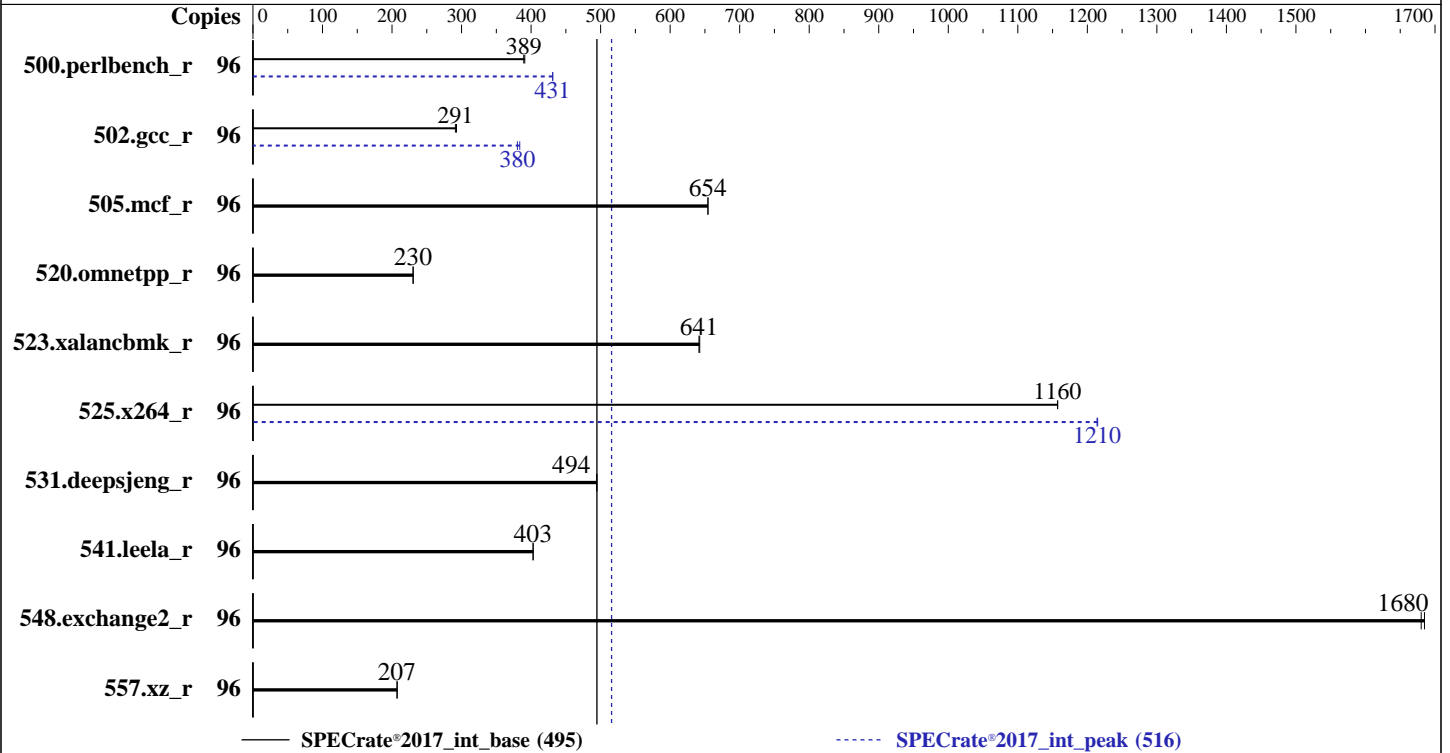 Copies 0 100 200 300 400 500 600 700 800 900 1000 1100 1200 1300 1400 1500 1700
389
500.perlbench_r 96
431
291
502.gcc_r 96
380
654
505.mcf_r 96
230
520.omnetpp_r 96
641
523.xalancbmk_r 96
1160
525.x264_r 96
1210
494
531.deepsjeng_r 96
403
541.leela_r 96
1680
548.exchange2_r 96
207
557.xz_r 96
SPECrate®2017_int_base (495) SPECrate®2017_int_peak (516)